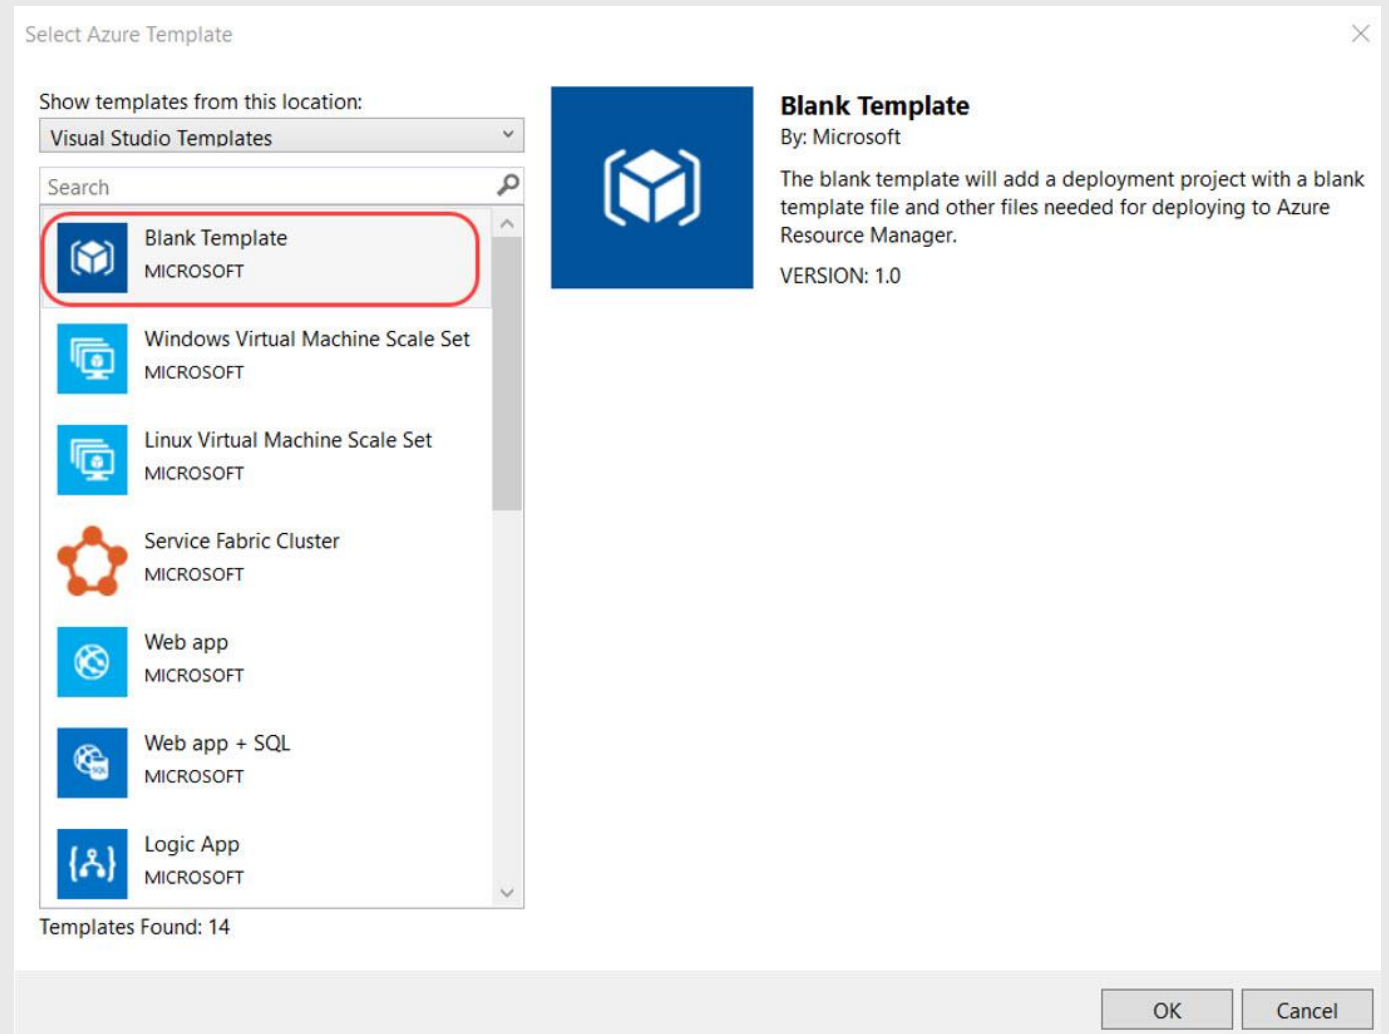 Select Azure Template
Show templates from this location:
Visual Studio Templates
Search
Blank Template
MICROSOFT
Windows Virtual Machine Scale Set
MICROSOFT
Linux Virtual Machine Scale Set
MICROSOFT
Service Fabric Cluster
MICROSOFT
Web app
MICROSOFT
SQL
Web app + SQL
MICROSOFT
Logic App
MICROSOFT
Templates Found: 14
Blank Template
By: Microsoft
The blank template will add a deployment project with a blank
template file and other files needed for deploying to Azure
Resource Manager.
VERSION: 1.0
OK
Cancel